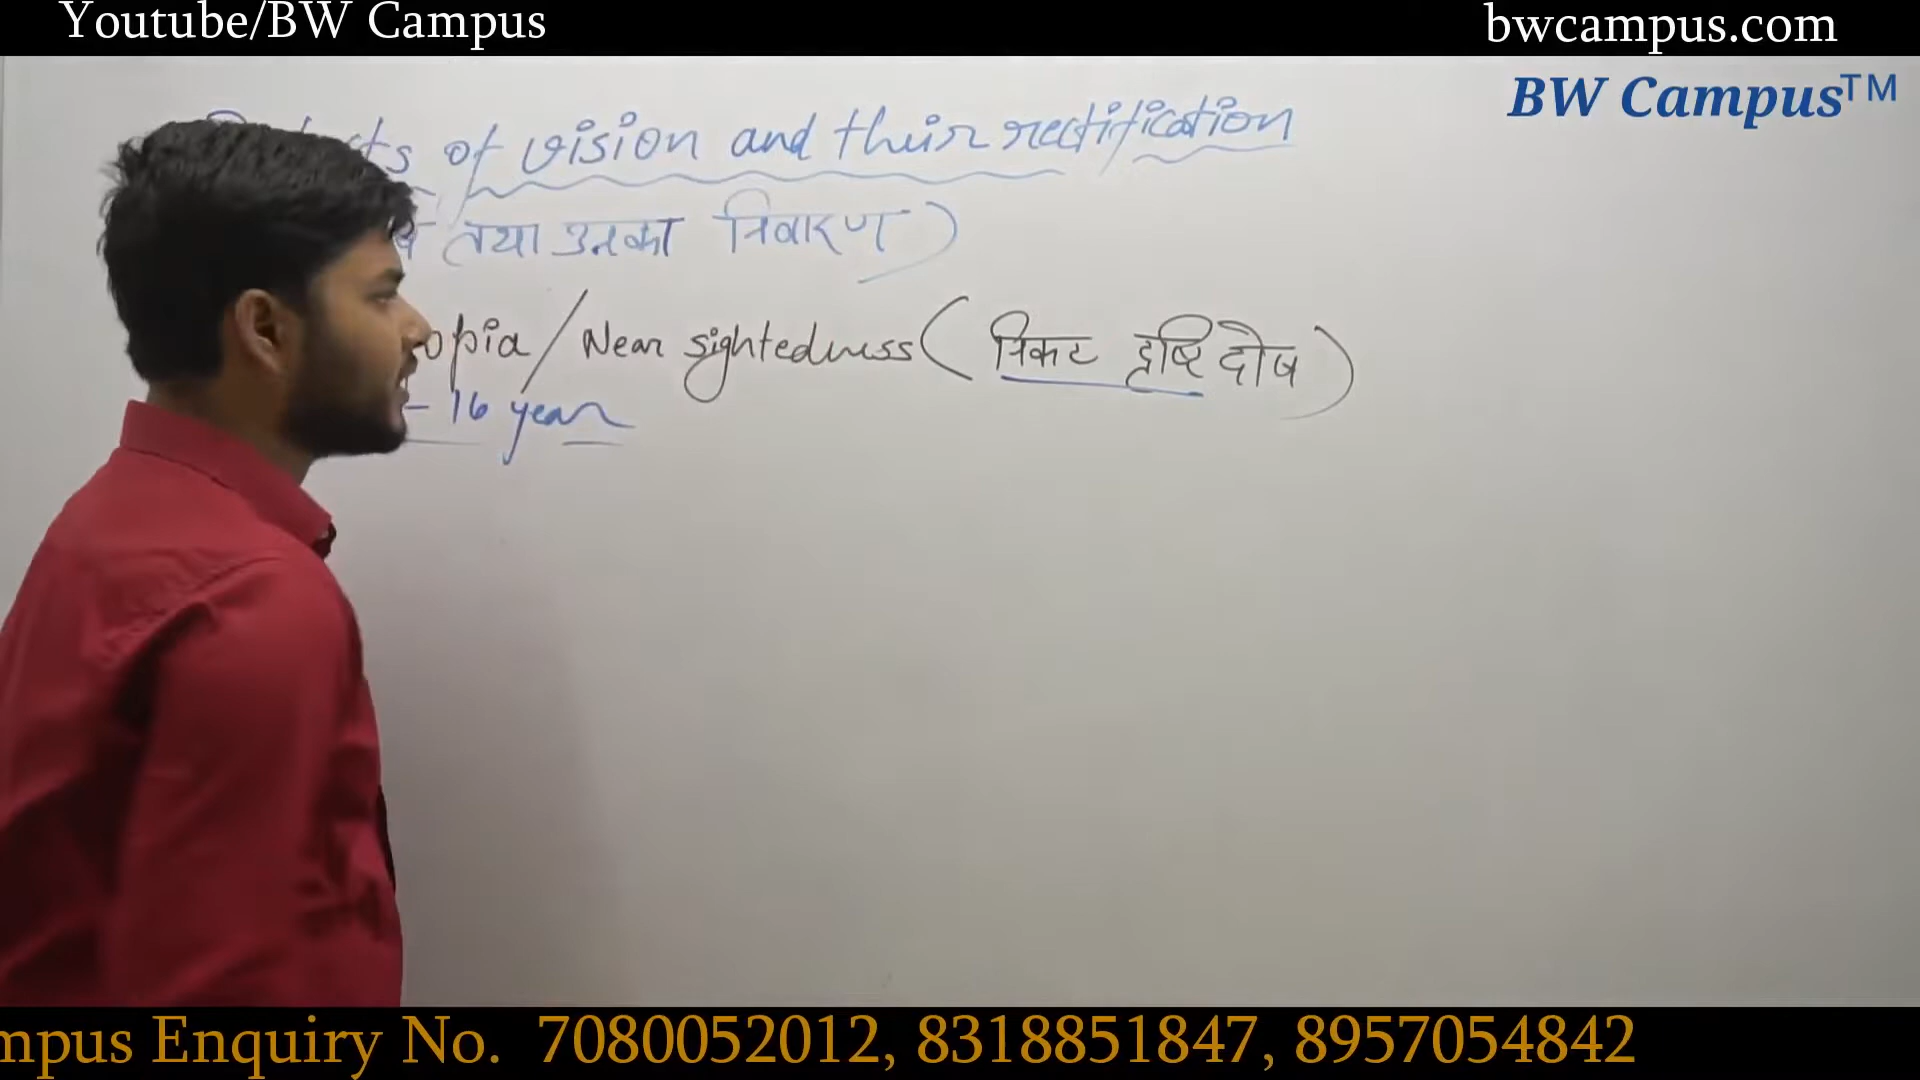 Youtube/BW Campus
bwcampus.com
BW Campus™
of vision and their rectification
तथा उनका निवारण)
opia / Near sightedness (निकट दृष्टि दोष)
- 16 year
mpus Enquiry No. 7080052012, 8318851847, 8957054842